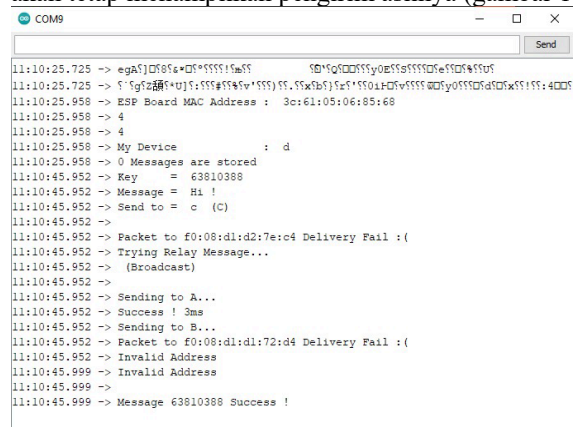 COM9
Send
11:10:25.958 -> ESP Board MAC Address : 3c:61:05:06:85:68
11:10:25.958 -> 4
11:10:25.958 -> 4
11:10:25.958 -> My Device : d
11:10:25.958 -> 0 Messages are stored
11:10:45.952 -> Key = 63810388
11:10:45.952 -> Message = Hi !
11:10:45.952 -> Send to = c (C)
11:10:45.952 ->
11:10:45.952 -> Packet to f0:08:d1:d2:7e:c4 Delivery Fail :(
11:10:45.952 -> Trying Relay Message...
11:10:45.952 -> (Broadcast)
11:10:45.952 ->
11:10:45.952 -> Sending to A...
11:10:45.952 -> Success ! 3ms
11:10:45.952 -> Sending to B...
11:10:45.952 -> Packet to f0:08:d1:d1:72:d4 Delivery Fail :(
11:10:45.952 -> Invalid Address
11:10:45.999 -> Invalid Address
11:10:45.999 ->
11:10:45.999 -> Message 63810388 Success !